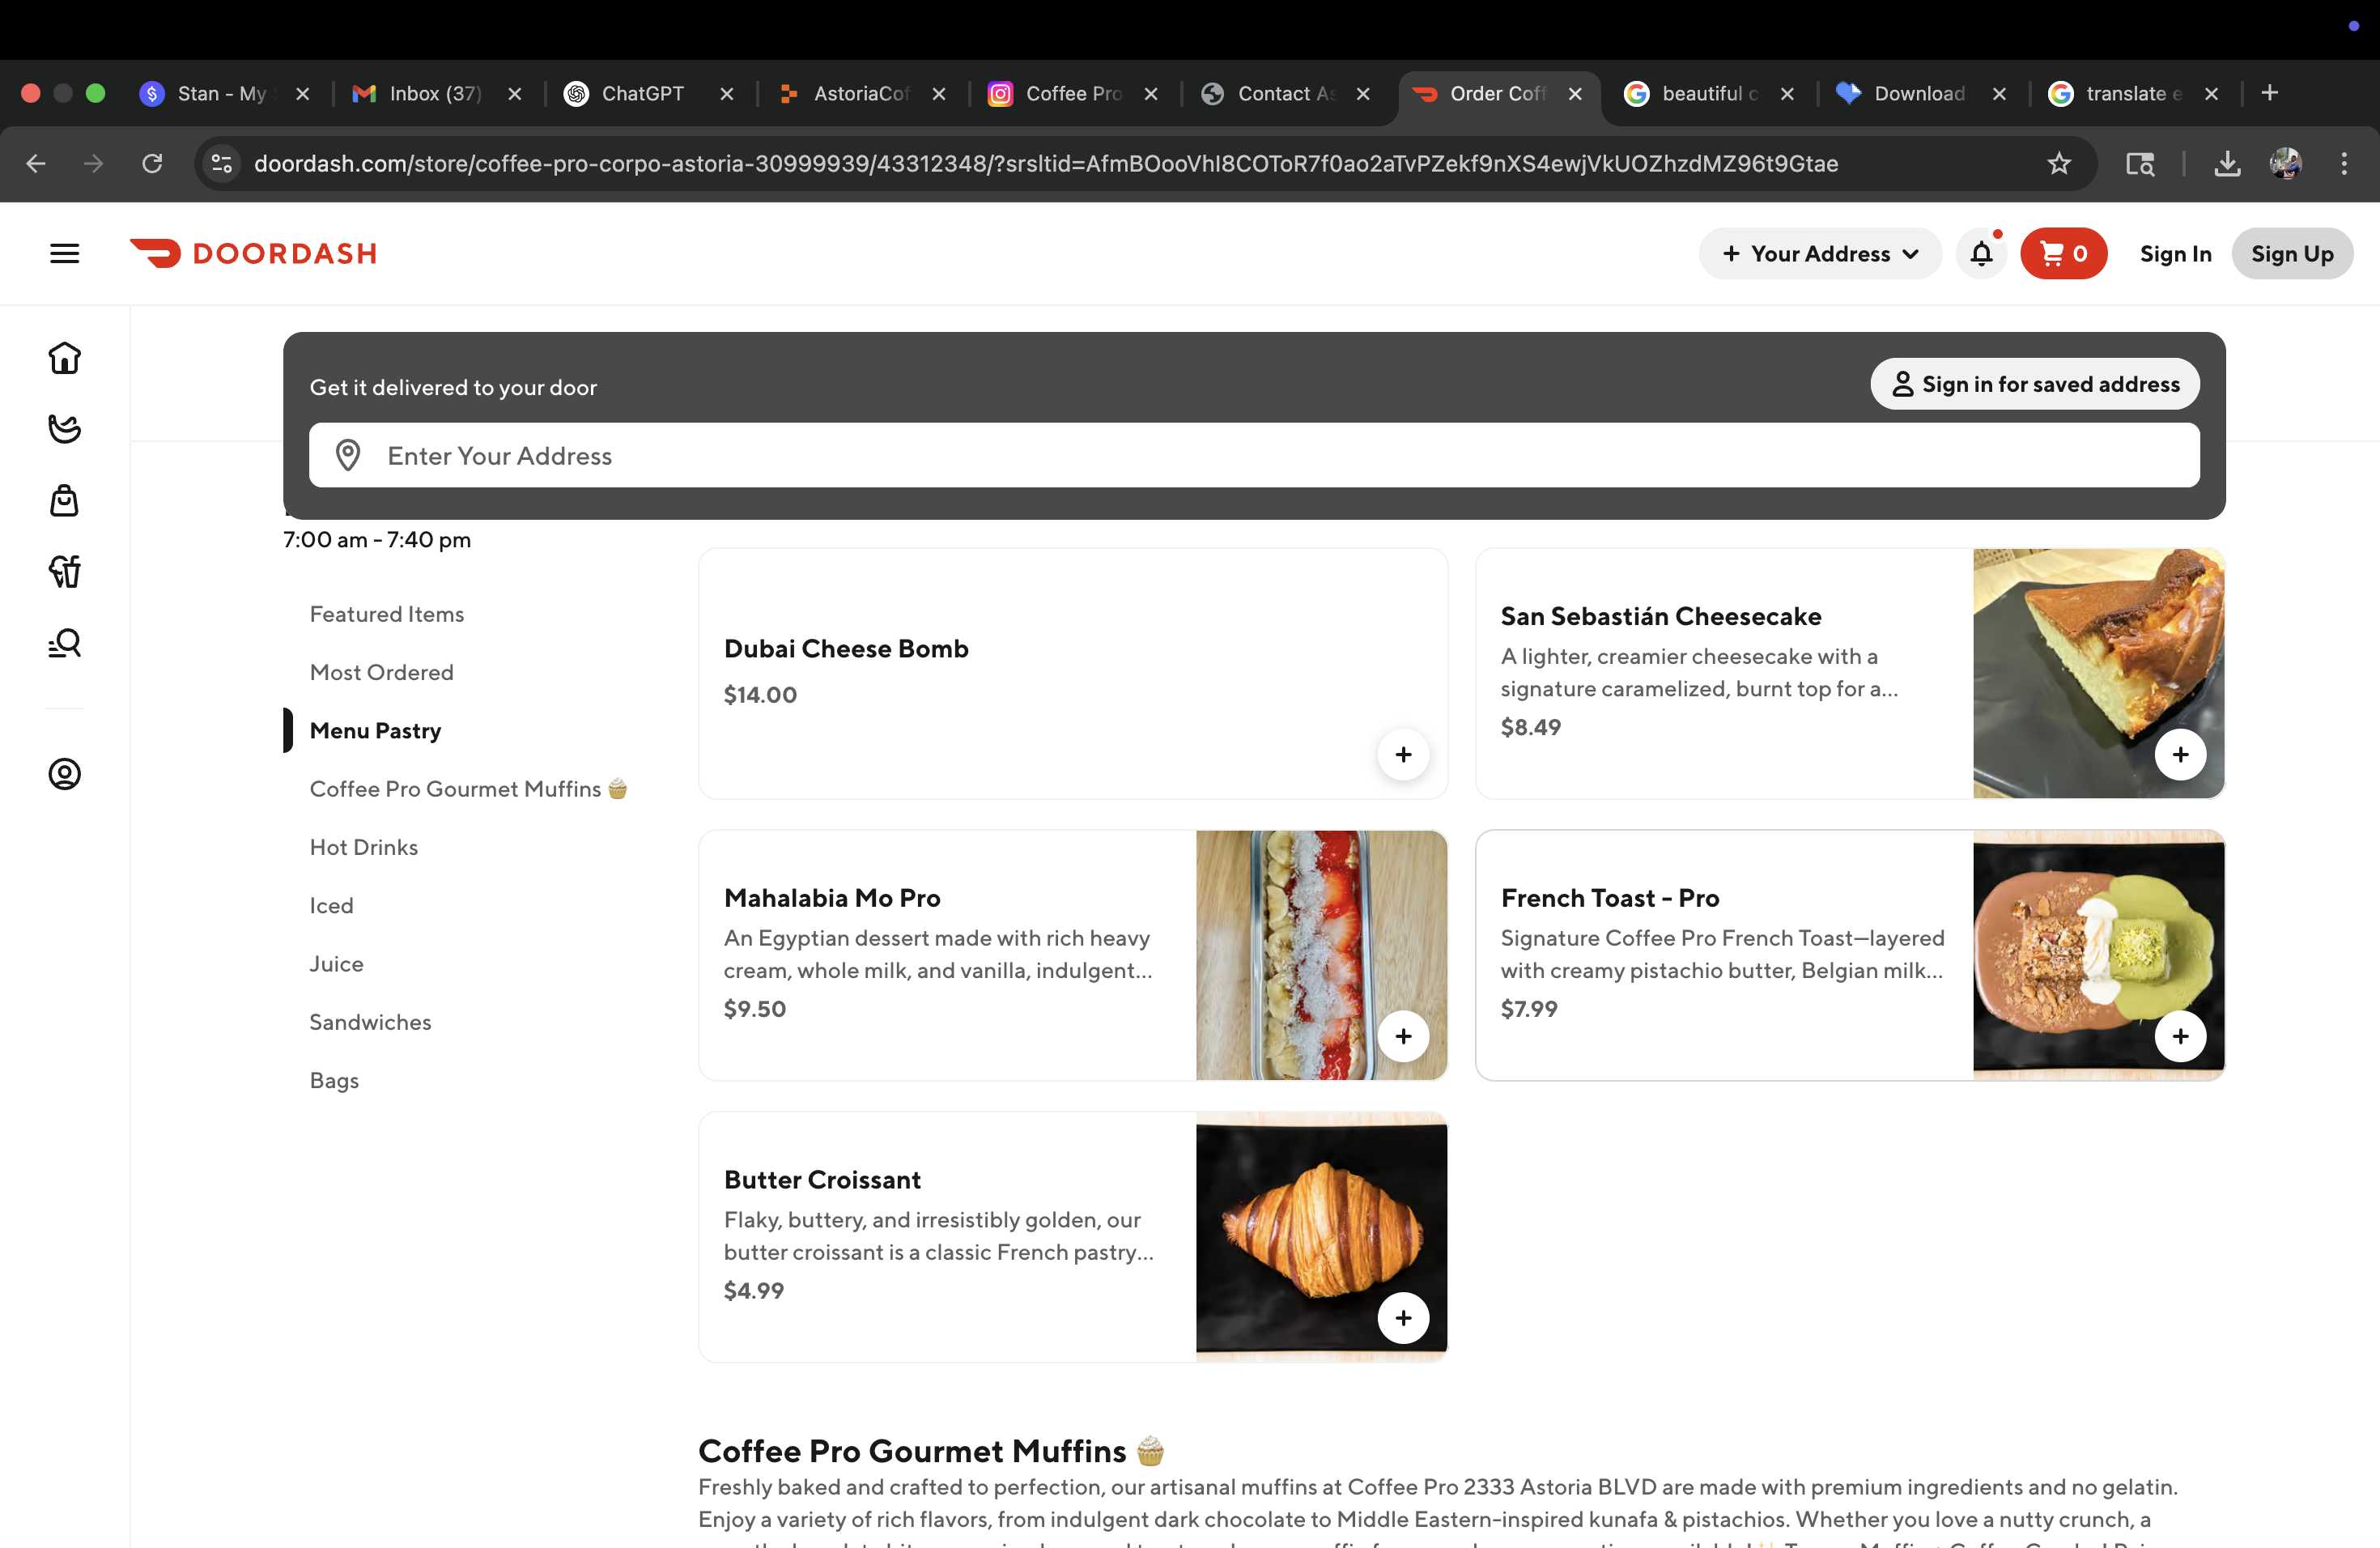 Stan - My
Inbox (37)
ChatGPT
AstoriaCof
Coffee Pro
Contact As
Order Coff
beautiful c
Download
translate e
doordash.com/store/coffee-pro-corpo-astoria-30999939/43312348/?srsltid=AfmBOooVhI8COToR7f0ao2aTvPZekf9nXS4ewjVkUOZhzdMZ96t9Gtae
DOORDASH
Your Address
0
Sign In
Sign Up
Get it delivered to your door
Sign in for saved address
Enter Your Address
7:00 am - 7:40 pm
Featured Items
Most Ordered
Menu Pastry
Coffee Pro Gourmet Muffins 🧁
Hot Drinks
Iced
Juice
Sandwiches
Bags
Dubai Cheese Bomb
$14.00
San Sebastián Cheesecake
A lighter, creamier cheesecake with a
signature caramelized, burnt top for a...
$8.49
Mahalabia Mo Pro
An Egyptian dessert made with rich heavy
cream, whole milk, and vanilla, indulgent...
$9.50
French Toast - Pro
Signature Coffee Pro French Toast—layered
with creamy pistachio butter, Belgian milk...
$7.99
Butter Croissant
Flaky, buttery, and irresistibly golden, our
butter croissant is a classic French pastry...
$4.99
Coffee Pro Gourmet Muffins 🧁
Freshly baked and crafted to perfection, our artisanal muffins at Coffee Pro 2333 Astoria BLVD are made with premium ingredients and no gelatin.
Enjoy a variety of rich flavors, from indulgent dark chocolate to Middle Eastern-inspired kunafa & pistachios. Whether you love a nutty crunch, a